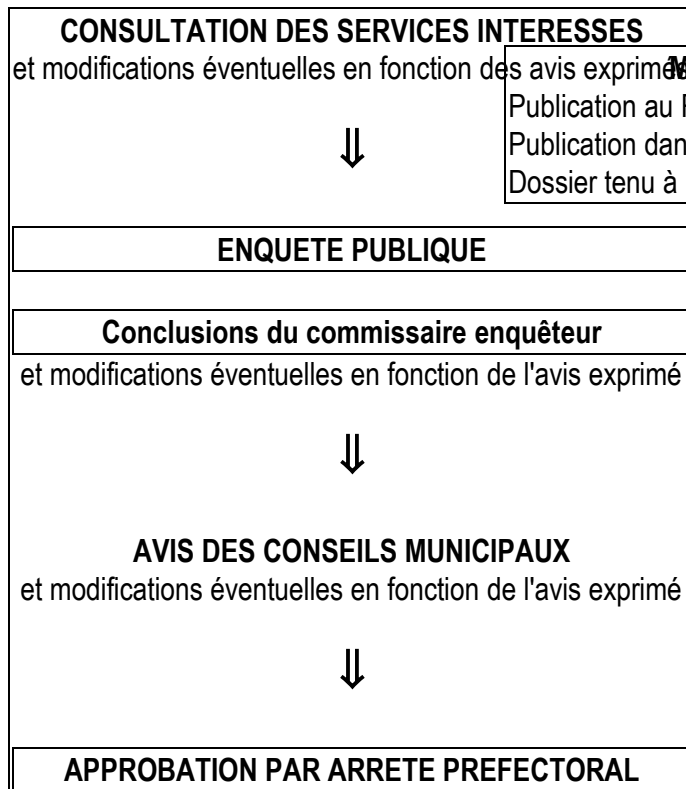 CONSULTATION DES SERVICES INTERESSES
et modifications éventuelles en fonction des avis exprimés
Publication au
Publication
Dossier tenu à
⇓
ENQUETE PUBLIQUE
Conclusions du commissaire enquêteur
et modifications éventuelles en fonction de l'avis exprimé
⇓
AVIS DES CONSEILS MUNICIPAUX
et modifications éventuelles en fonction de l'avis exprimé
⇓
APPROBATION PAR ARRETE PREFECTORAL